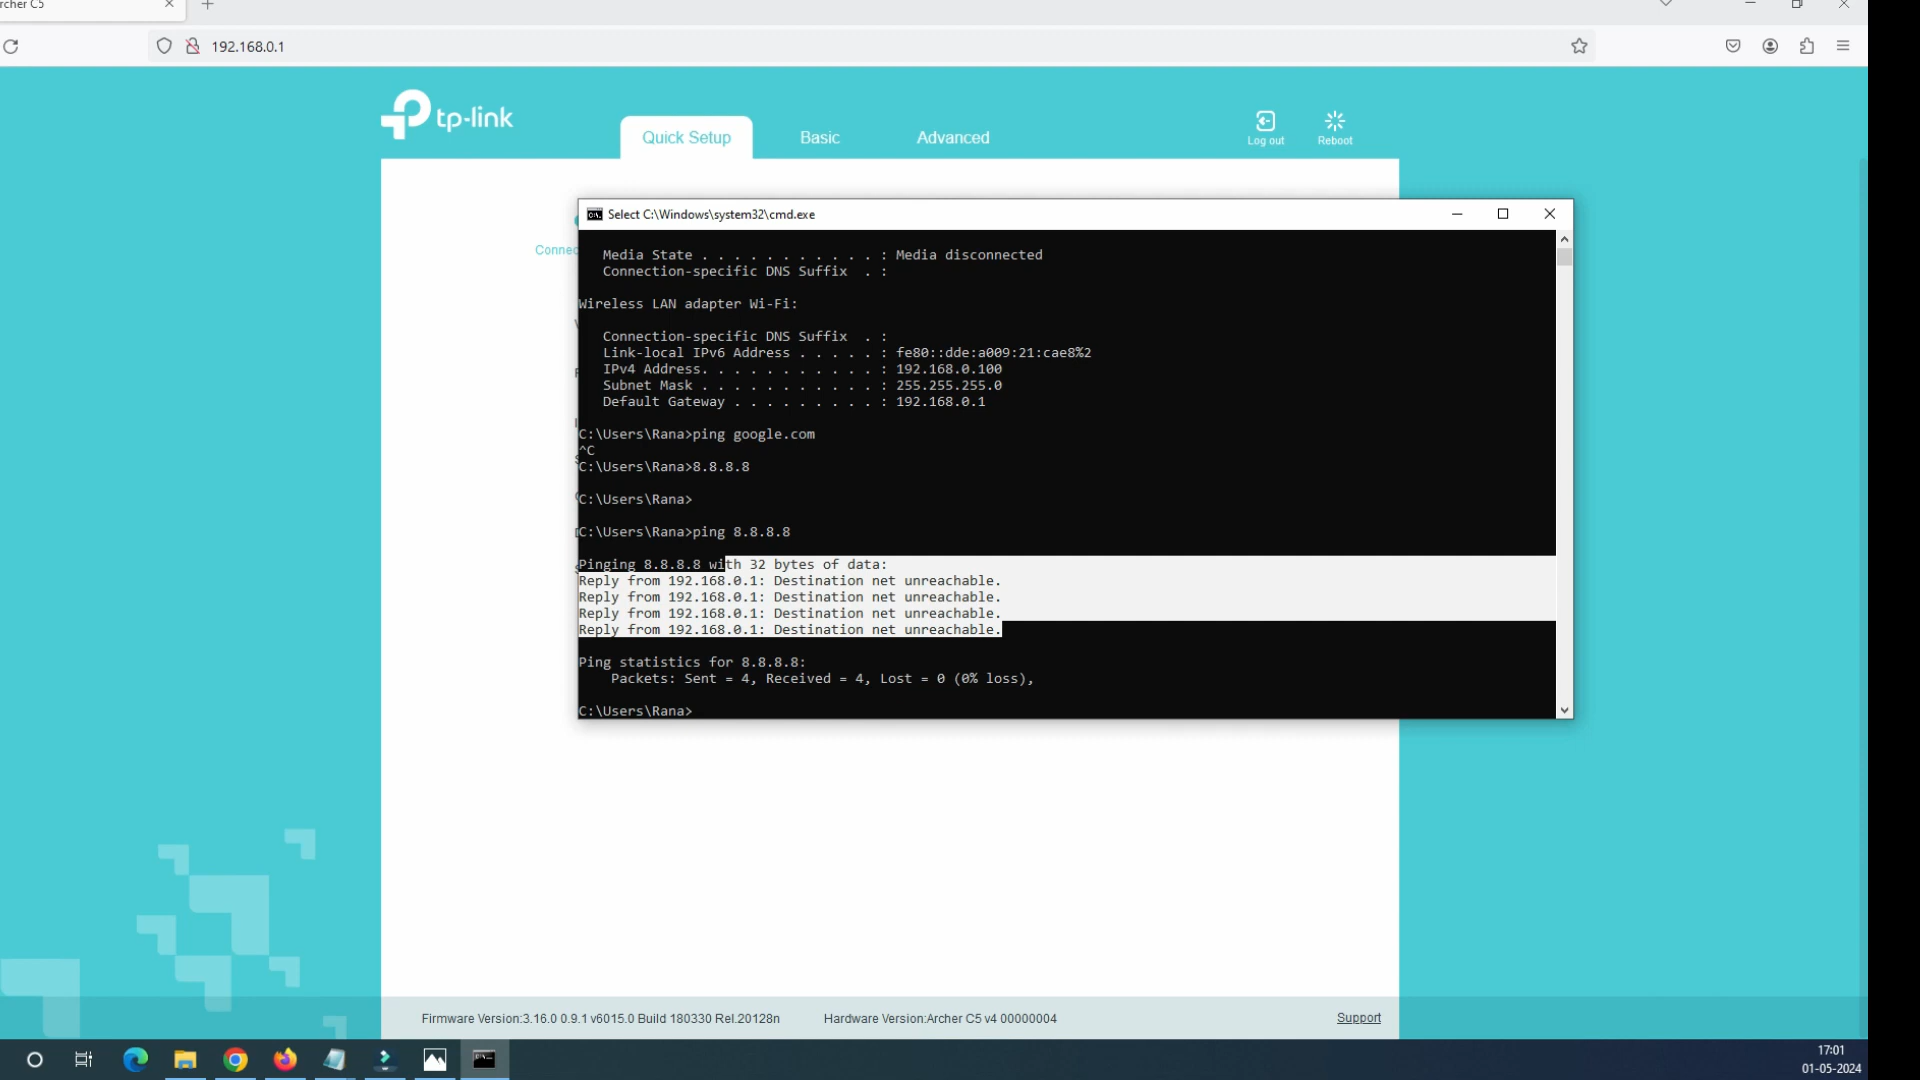 rcher C5
192.168.0.1
tp-link
Quick Setup
Basic
Advanced
Log out
Reboot
Connec
Select C:\Windows\system32\cmd.exe
Media State . . . . . . . . . . . : Media disconnected
Connection-specific DNS Suffix  . :
Wireless LAN adapter Wi-Fi:
Connection-specific DNS Suffix  . :
Link-local IPv6 Address . . . . . : fe80::dde:a009:21:cae8%2
IPv4 Address. . . . . . . . . . . : 192.168.0.100
Subnet Mask . . . . . . . . . . . : 255.255.255.0
Default Gateway . . . . . . . . . : 192.168.0.1
C:\Users\Rana>ping google.com
^C
C:\Users\Rana>8.8.8.8
C:\Users\Rana>
C:\Users\Rana>ping 8.8.8.8
Pinging 8.8.8.8 with 32 bytes of data:
Reply from 192.168.0.1: Destination net unreachable.
Reply from 192.168.0.1: Destination net unreachable.
Reply from 192.168.0.1: Destination net unreachable.
Reply from 192.168.0.1: Destination net unreachable.
Ping statistics for 8.8.8.8:
Packets: Sent = 4, Received = 4, Lost = 0 (0% loss),
C:\Users\Rana>
Firmware Version:3.16.0 0.9.1 v6015.0 Build 180330 Rel.20128n
Hardware Version:Archer C5 v4 00000004
Support
17:01
01-05-2024